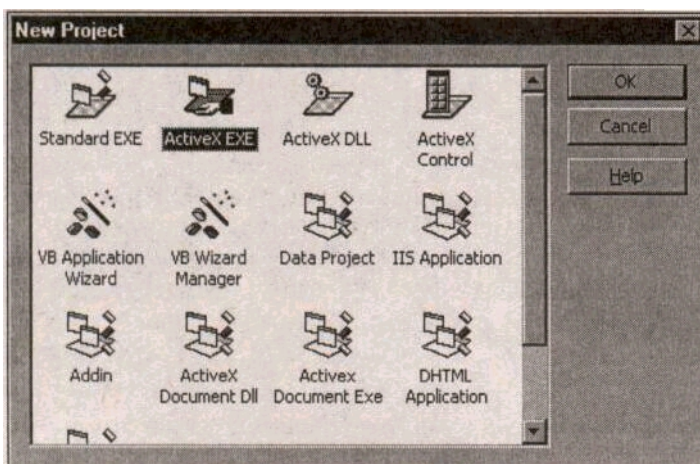 New Project
OK
Cancel
Help
Standard EXE
ActiveX EXE
ActiveX DLL
ActiveX
Control
VB Application
Wizard
VB Wizard
Manager
Data Project
IIS Application
Addin
ActiveX
Document Dll
Activex
Document Exe
DHTML
Application